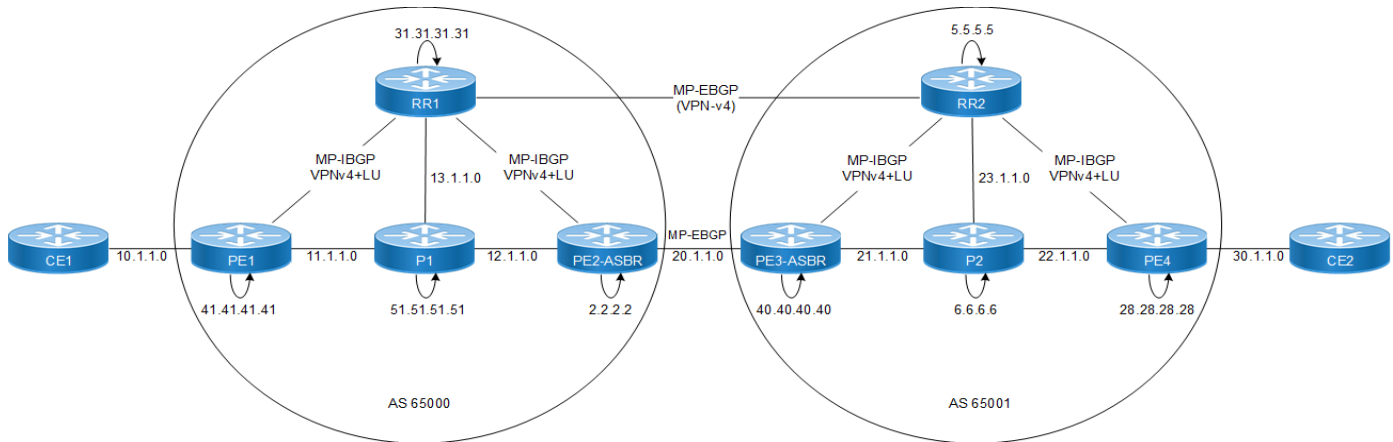 31.31.31.31
5.5.5.5
RR1
MP-EBGP
(VPN-v4)
RR2
MP-IBGP
VPNv4+LU
MP-IBGP
VPNv4+LU
MP-IBGP
VPNv4+LU
MP-IBGP
VPNv4+LU
13.1.1.0
23.1.1.0
CE1
10.1.1.0
PE1
11.1.1.0
P1
12.1.1.0
PE2-ASBR
MP-EBGP
20.1.1.0
PE3-ASBR
21.1.1.0
P2
22.1.1.0
PE4
30.1.1.0
CE2
41.41.41.41
51.51.51.51
2.2.2.2
40.40.40.40
6.6.6.6
28.28.28.28
AS 65000
AS 65001